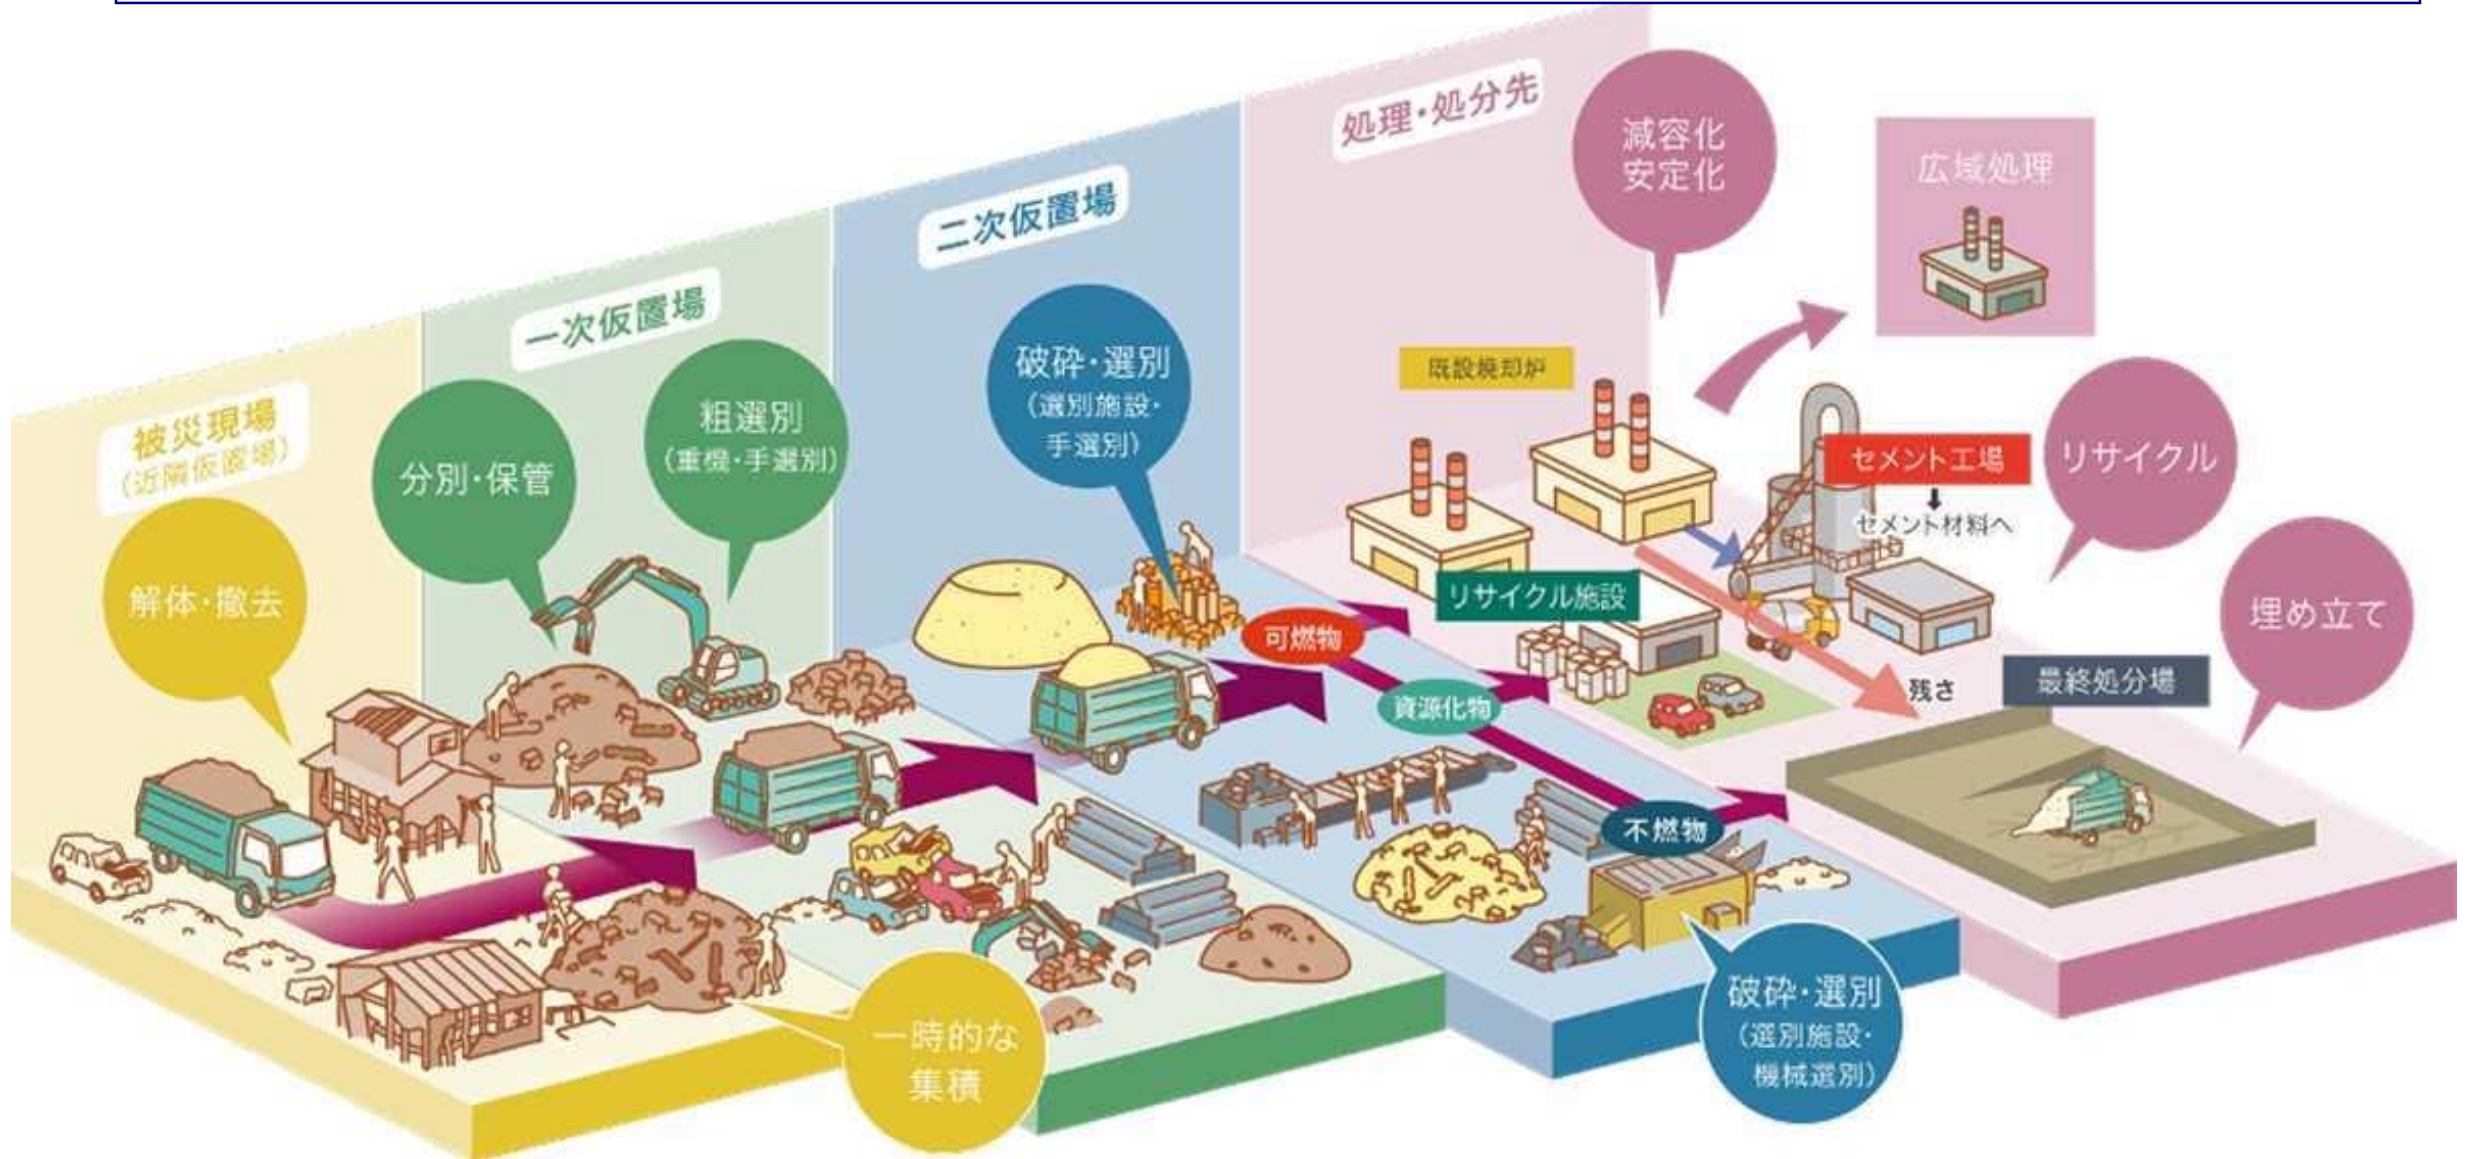 被災現場
(近隣仮置場)
解体・撤去
一時的な
集積
一次仮置場
分別・保管
粗選別
(重機・手選別)
二次仮置場
破砕・選別
(選別施設・
手選別)
可燃物
資源化物
不燃物
破砕・選別
(選別施設・
機械選別)
処理・処分先
減容化
安定化
広域処理
既設焼却炉
セメント工場
セメント材料へ
リサイクル
リサイクル施設
残さ
最終処分場
埋め立て